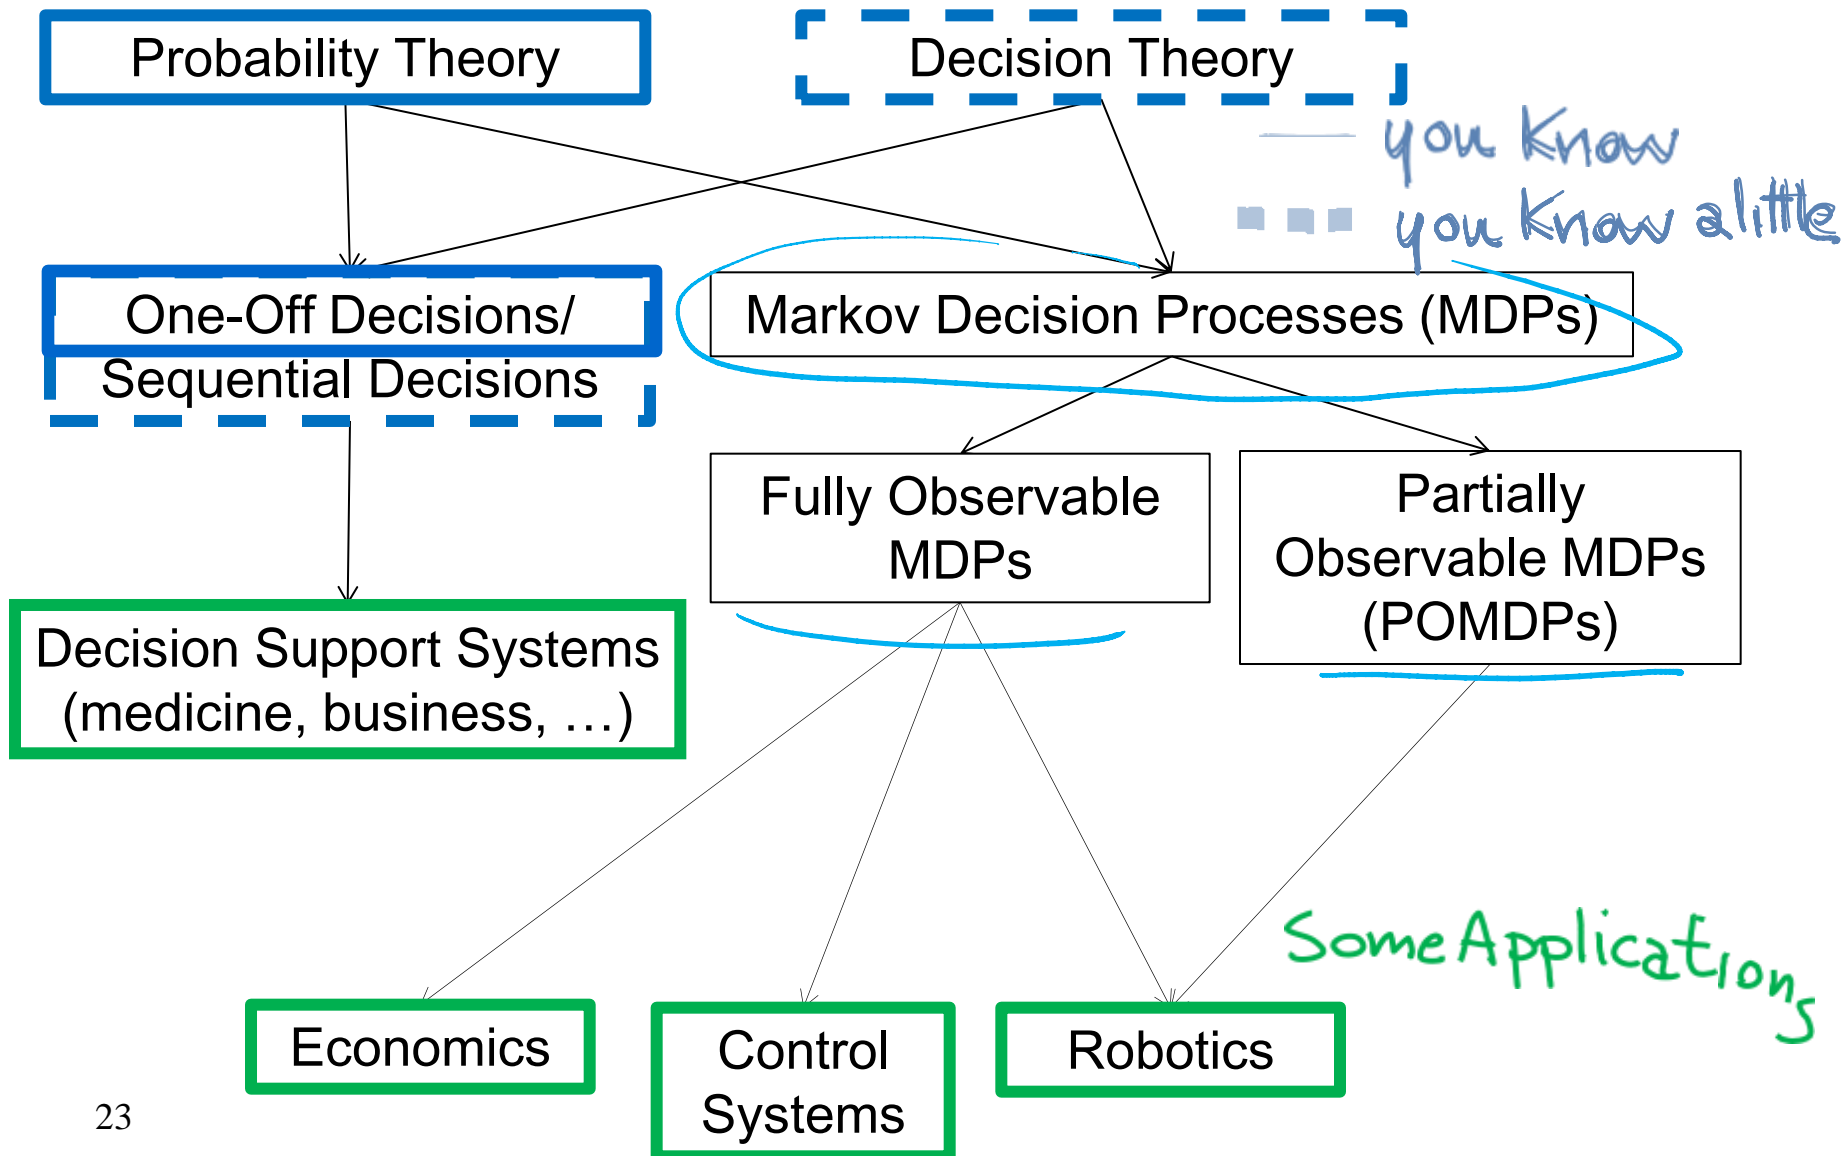 Probability Theory
Decision Theory
you Know
you Know a little
One-Off Decisions/
Sequential Decisions
Markov Decision Processes (MDPs)
Fully Observable
MDPs
Partially
Observable MDPs
(POMDPs)
Decision Support Systems
(medicine, business, …)
Some Applications
Economics
Control
Systems
Robotics
23